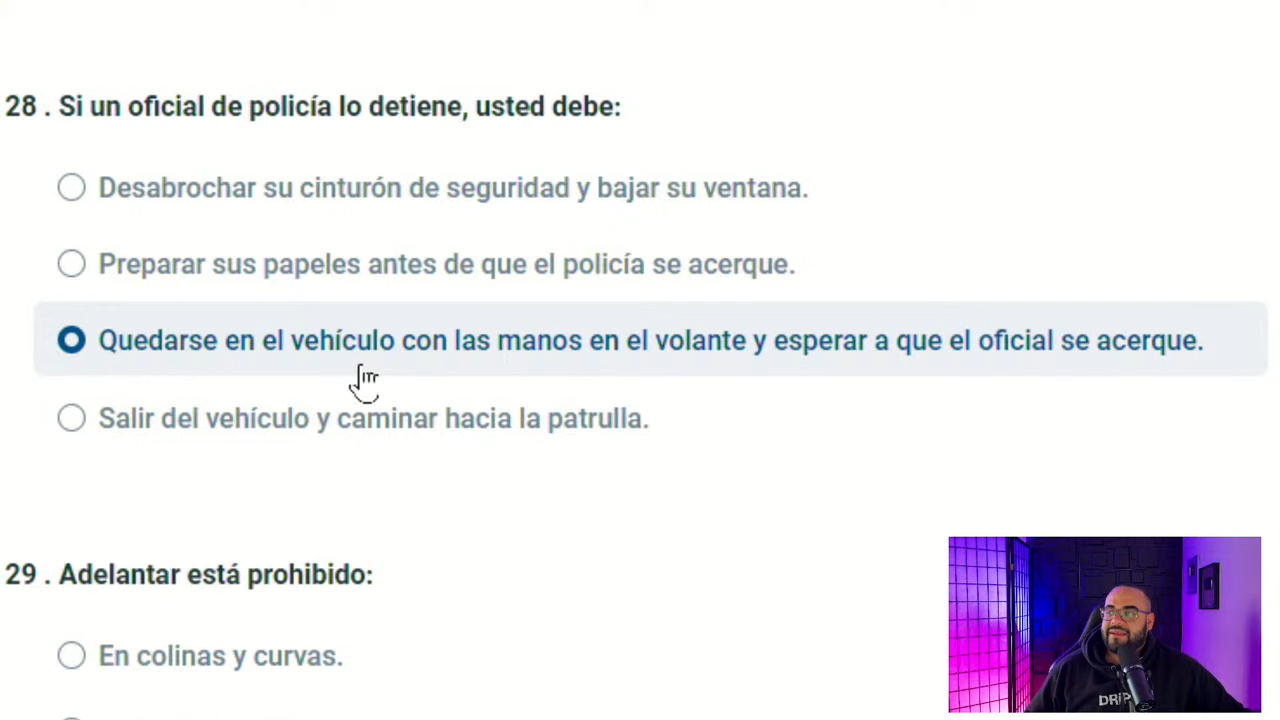 28 . Si un oficial de policía lo detiene, usted debe:
Desabrochar su cinturón de seguridad y bajar su ventana.
Preparar sus papeles antes de que el policía se acerque.
Quedarse en el vehículo con las manos en el volante y esperar a que el oficial se acerque.
Salir del vehículo y caminar hacia la patrulla.
29 . Adelantar está prohibido:
En colinas y curvas.